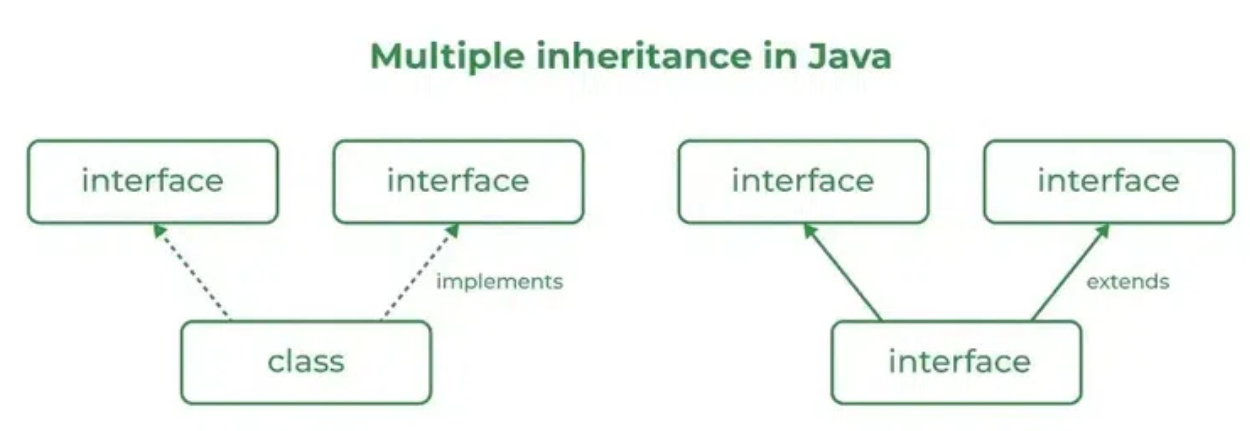 Multiple inheritance in Java
interface
interface
interface
interface
implements
extends
class
interface